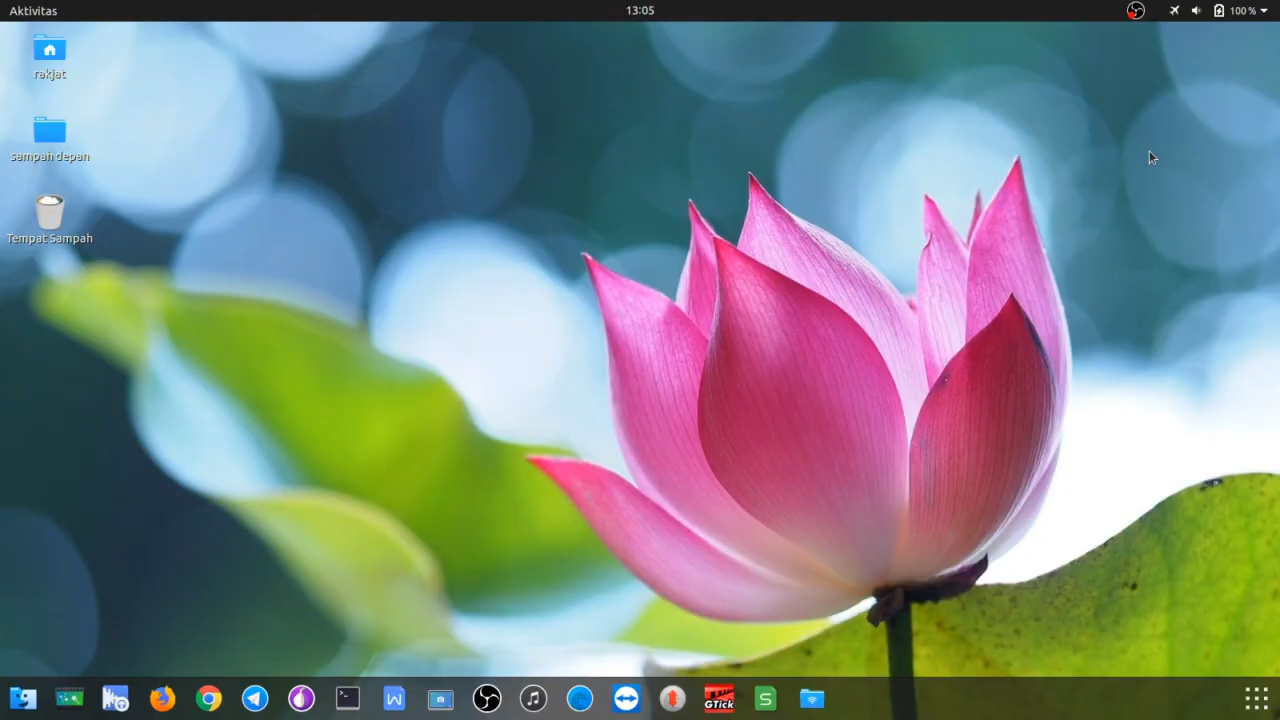 Aktivitas
13:05
100 %
rakjat
sampah depan
Tempat Sampah
W
GTick
S